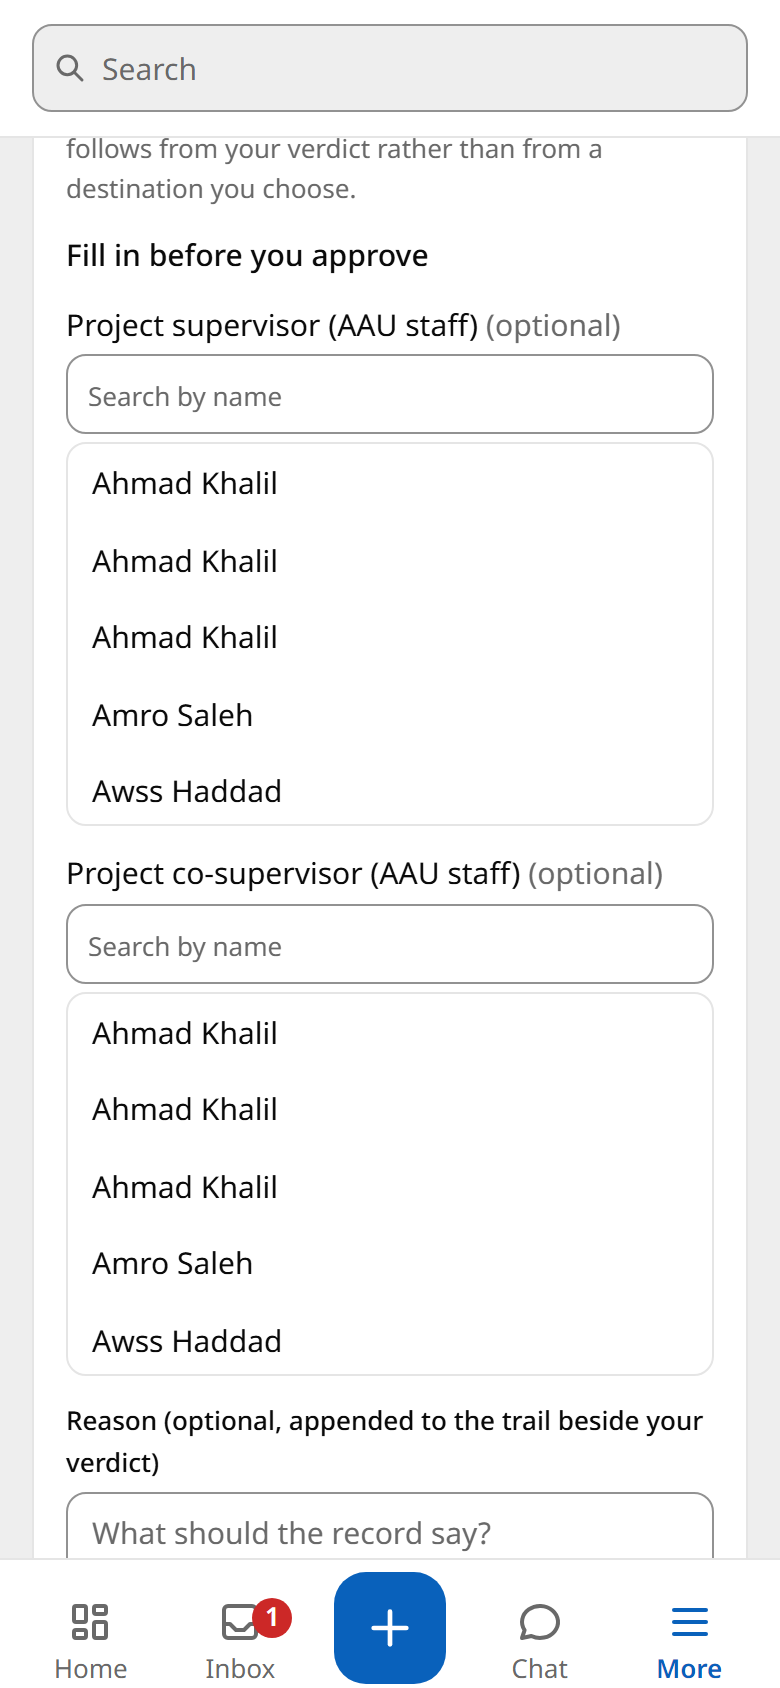 Search
follows from your verdict rather than from a
destination you choose.
Fill in before you approve
Project supervisor (AAU staff) (optional)
Search by name
Ahmad Khalil
Ahmad Khalil
Ahmad Khalil
Amro Saleh
Awss Haddad
Project co-supervisor (AAU staff) (optional)
Search by name
Ahmad Khalil
Ahmad Khalil
Ahmad Khalil
Amro Saleh
Awss Haddad
Reason (optional, appended to the trail beside your
verdict)
What should the record say?
1
Home Inbox Chat More